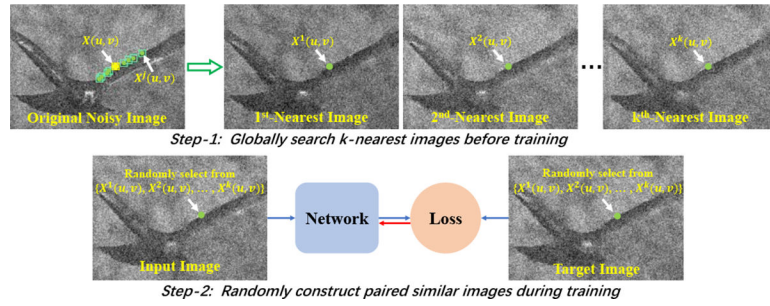 X(u, v)
X^j(u, v)
Original Noisy Image
X^1(u, v)
1st-Nearest Image
X^2(u, v)
2nd-Nearest Image
...
X^k(u, v)
kth-Nearest Image
Step-1: Globally search k-nearest images before training
Randomly select from
{X^1(u, v), X^2(u, v), ... , X^k(u, v)}
Input Image
Network
Loss
Randomly select from
{X^1(u, v), X^2(u, v), ... , X^k(u, v)}
Target Image
Step-2: Randomly construct paired similar images during training